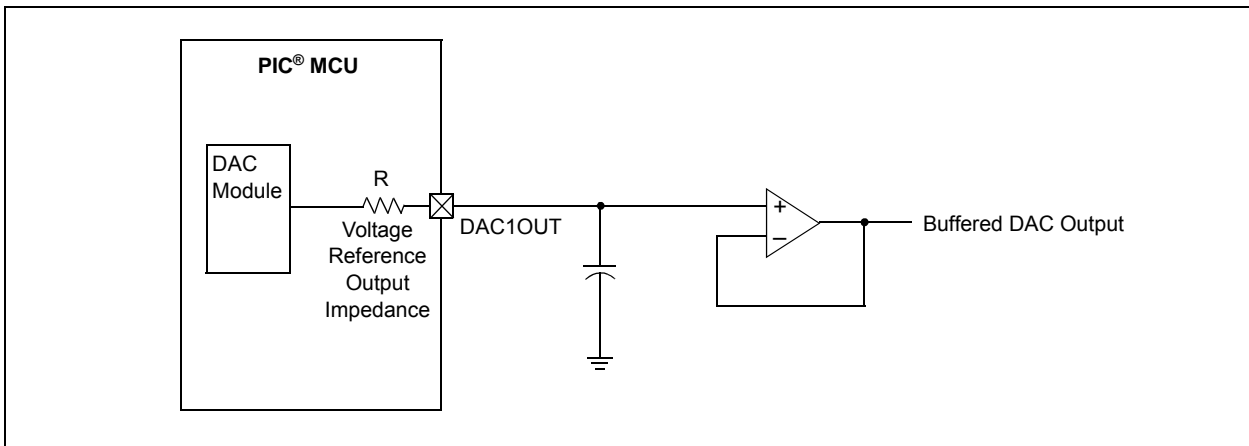 PIC® MCU
DAC
Module
R
Voltage
Reference
Output
Impedance
DAC1OUT
+
–
Buffered DAC Output